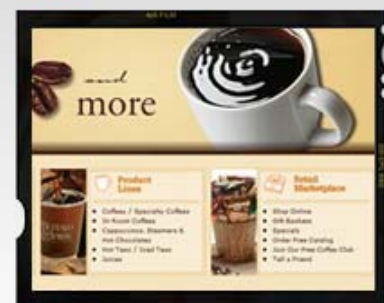 and
more
Product
Lines
Coffees / Specialty Coffees
In Room Coffees
Cappuccinos, Steamers &
Hot Chocolates
Hot Teas / Iced Teas
Juices
Retail
Marketplace
Shop Online
Gift Baskets
Specials
Order Free Catalog
Join Our Free Coffee Club
Tell a Friend